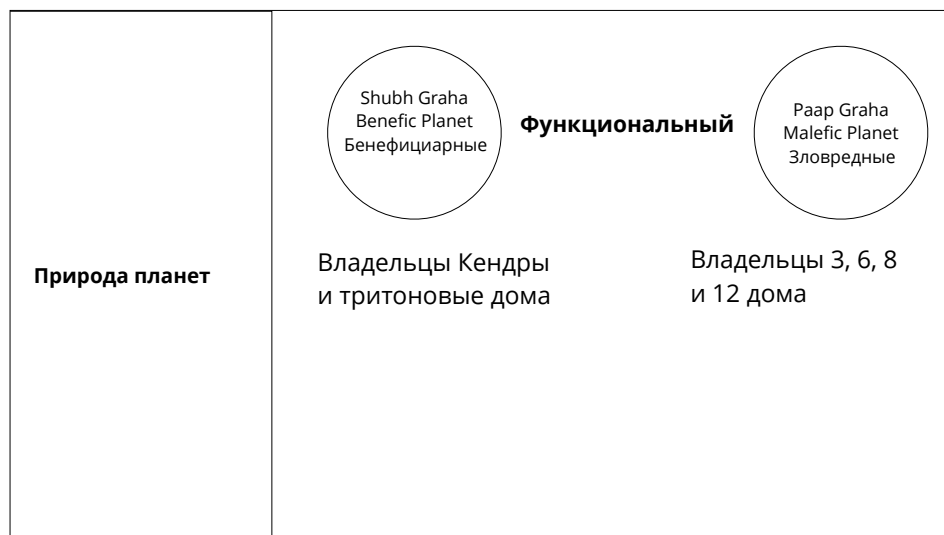 Природа планет
Shubh Graha
Benefic Planet
Бенефициарные
Функциональный
Paap Graha
Malefic Planet
Зловредные
Владельцы Кендры
и тритоновые дома
Владельцы 3, 6, 8
и 12 дома